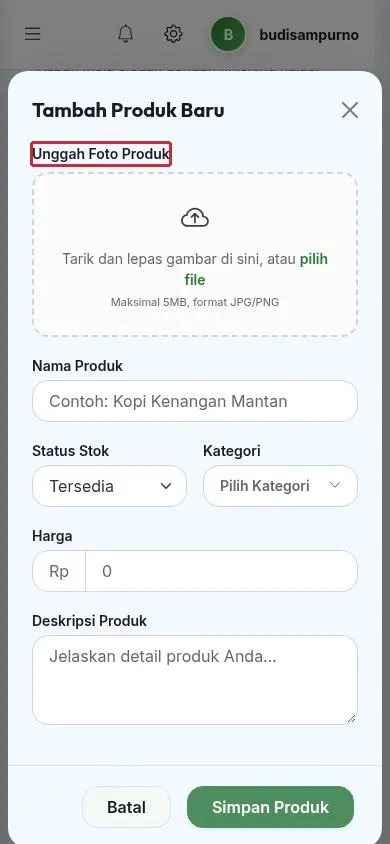 B budisampurno
Tambah Produk Baru
Unggah Foto Produk
Tarik dan lepas gambar di sini, atau pilih
file
Maksimal 5MB, format JPG/PNG
Nama Produk
Contoh: Kopi Kenangan Mantan
Status Stok Kategori
Tersedia Pilih Kategori
Harga
Rp 0
Deskripsi Produk
Jelaskan detail produk Anda...
Batal Simpan Produk